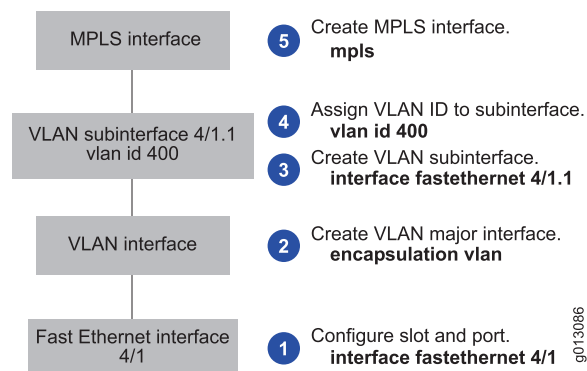 MPLS interface
5 Create MPLS interface.
mpls
VLAN subinterface 4/1.1
vlan id 400
4 Assign VLAN ID to subinterface.
vlan id 400
3 Create VLAN subinterface.
interface fastethernet 4/1.1
VLAN interface
2 Create VLAN major interface.
encapsulation vlan
Fast Ethernet interface
4/1
1 Configure slot and port.
interface fastethernet 4/1
g013086